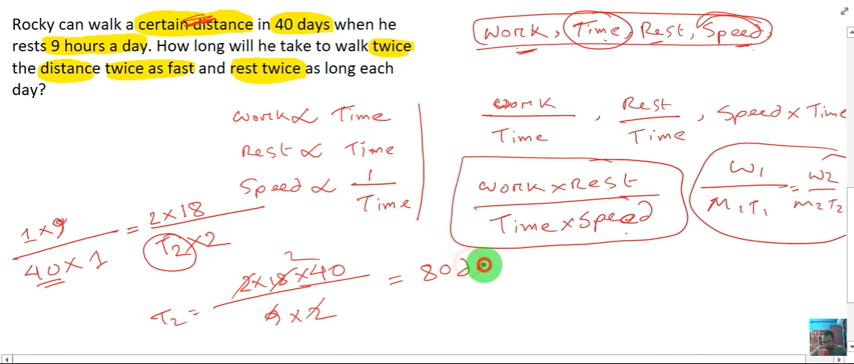 Rocky can walk a certain distance in 40 days when he
rests 9 hours a day. How long will he take to walk twice
the distance twice as fast and rest twice as long each
day?
Work, Time, Rest, Speed,
Work ∝ Time
Rest ∝ Time
Speed ∝ 1/Time
Work/Time , Rest/Time , Speed × Time
Work × Rest / Time × Speed
W1 / M1T1 = W2 / M2T2
1×9 / 40×1 = 2×18 / T2×2
T2 = 2×18×40 / 9×2 = 80
2